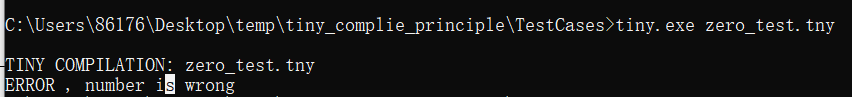 C:\Users\86176\Desktop\temp\tiny_complie_principle\TestCases>tiny.exe zero_test.tny
TINY COMPILATION: zero_test.tny
ERROR , number is wrong